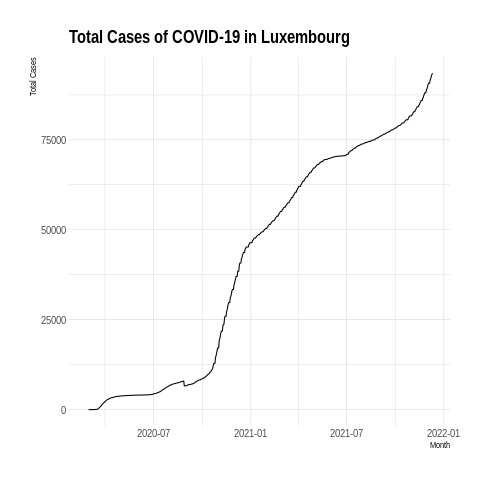 Total Cases of COVID-19 in Luxembourg
Total Cases
75000
50000
25000
0
2020-07 2021-01 2021-07 2022-01
Month